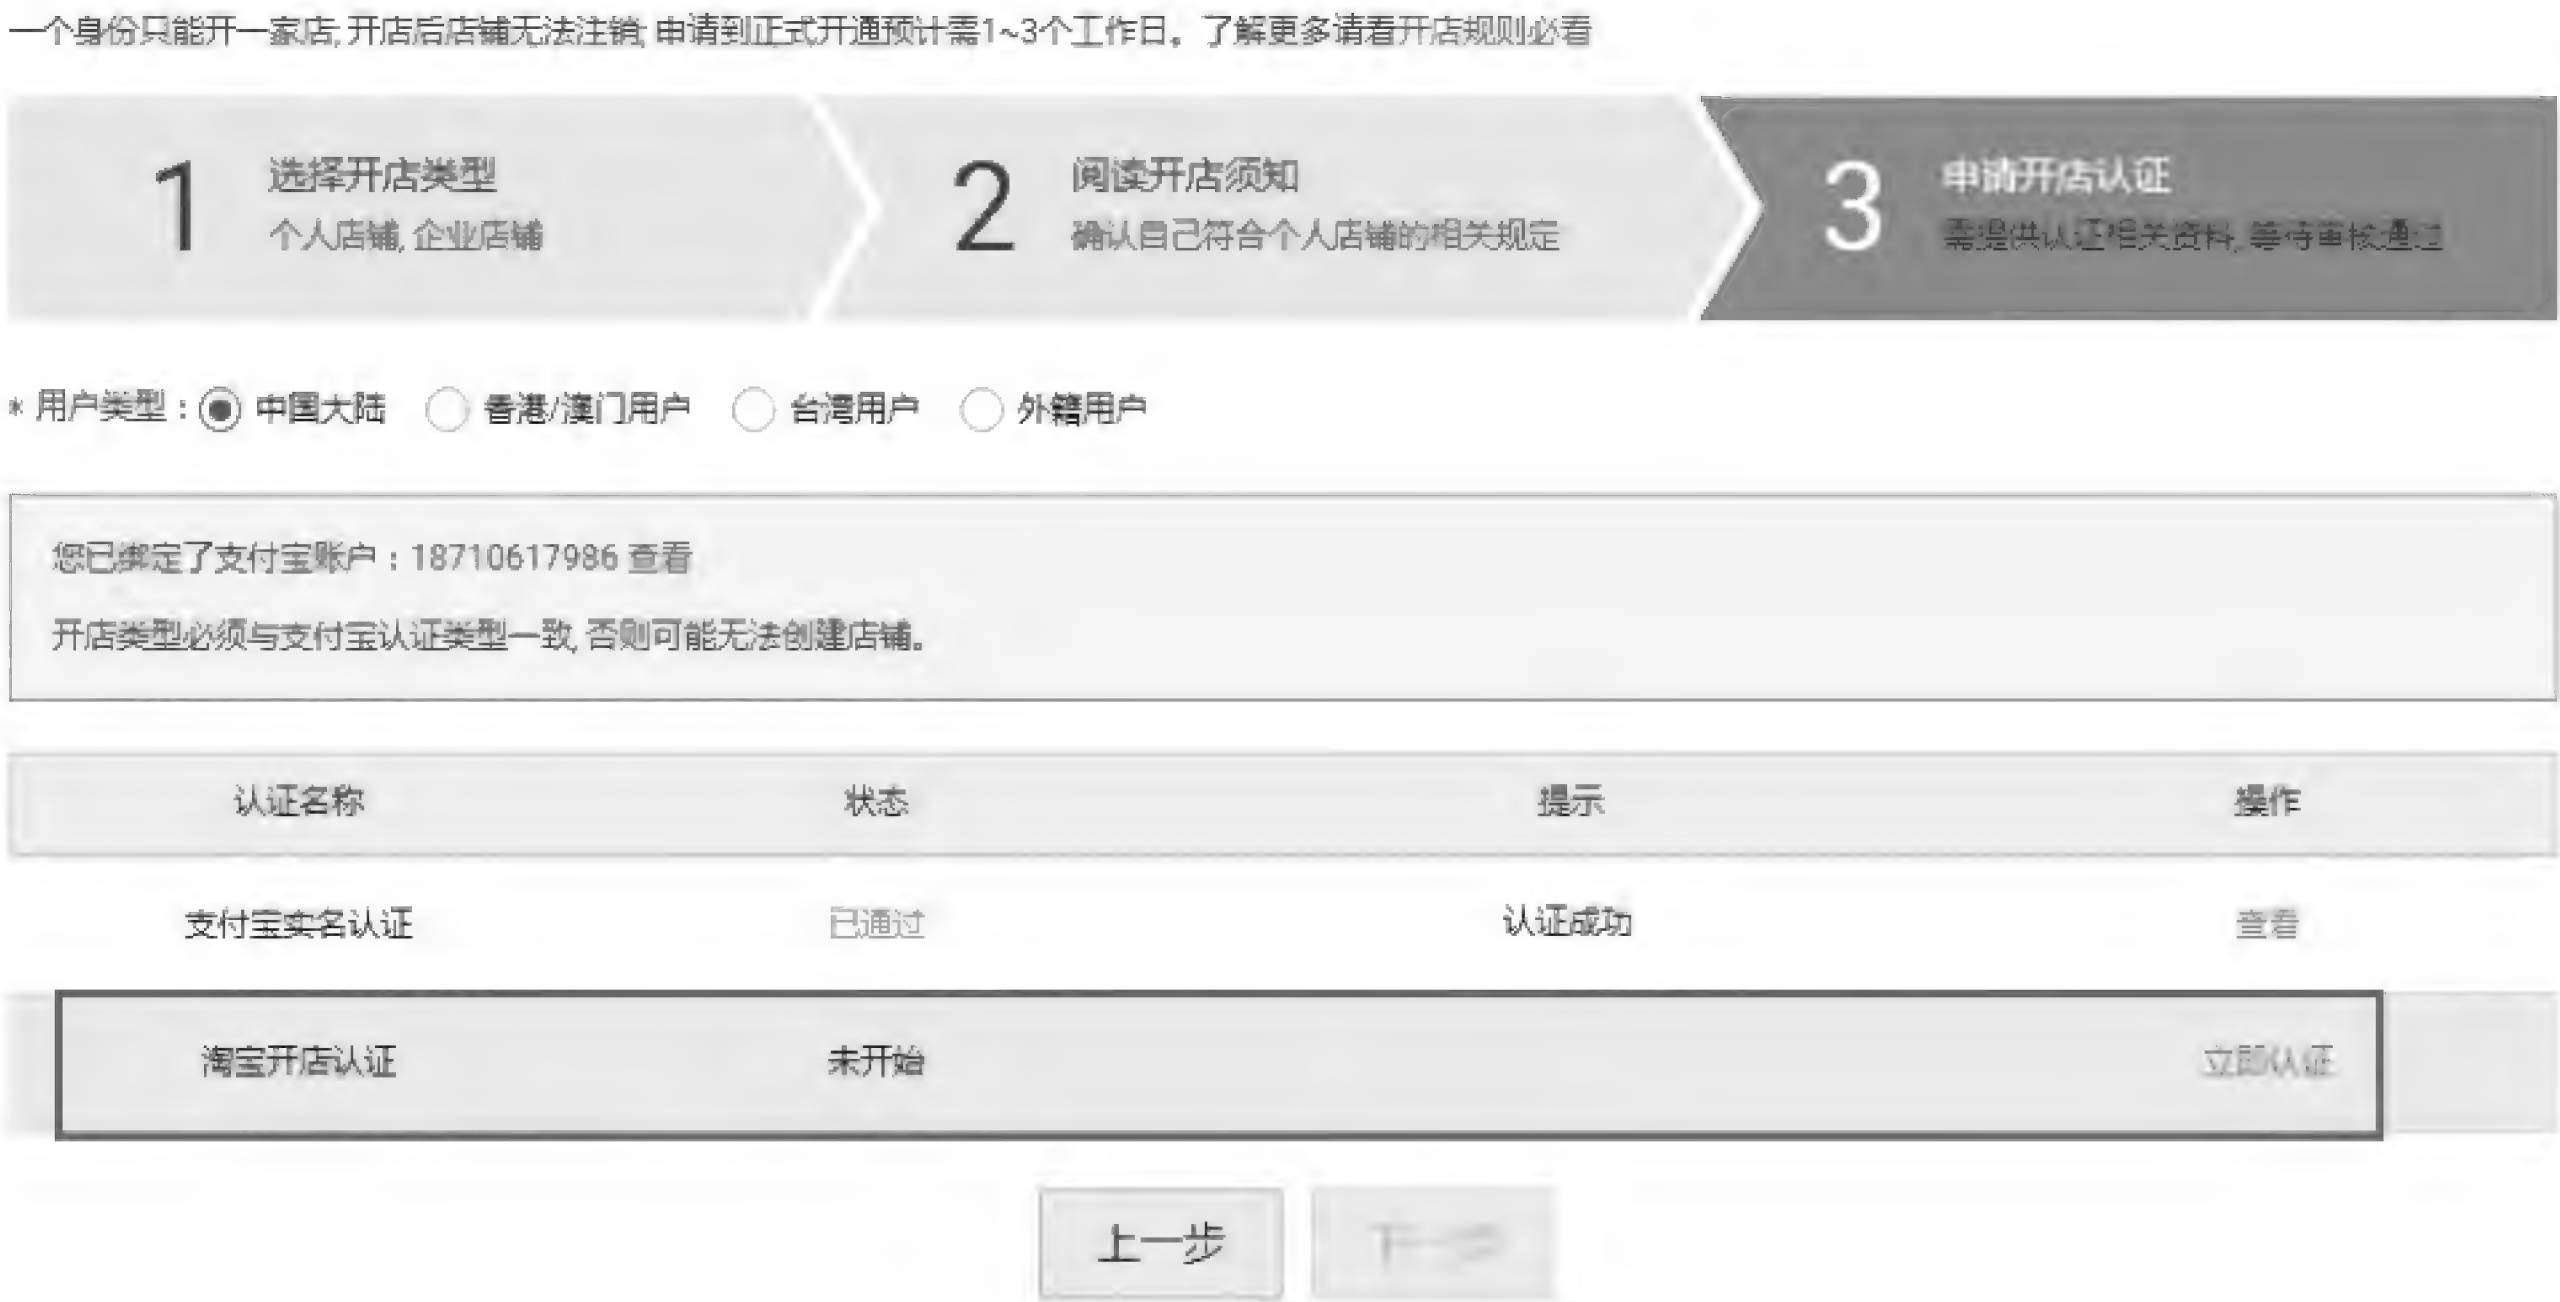 一个身份只能开一家店, 开店后店铺无法注销, 申请到正式开通预计需1~3个工作日。了解更多请看开店规则必看
1 选择开店类型
个人店铺, 企业店铺
2 阅读开店须知
确认自己符合个人店铺的相关规定
3 申请开店认证
需提供认证相关资料, 等待审核通过
* 用户类型 : 中国大陆 香港/澳门用户 台湾用户 外籍用户
您已绑定了支付宝账户 : 18710617986 查看
开店类型必须与支付宝认证类型一致, 否则可能无法创建店铺。
认证名称 状态 提示 操作
支付宝实名认证 已通过 认证成功 查看
淘宝开店认证 未开始 立即认证
上一步 下一步